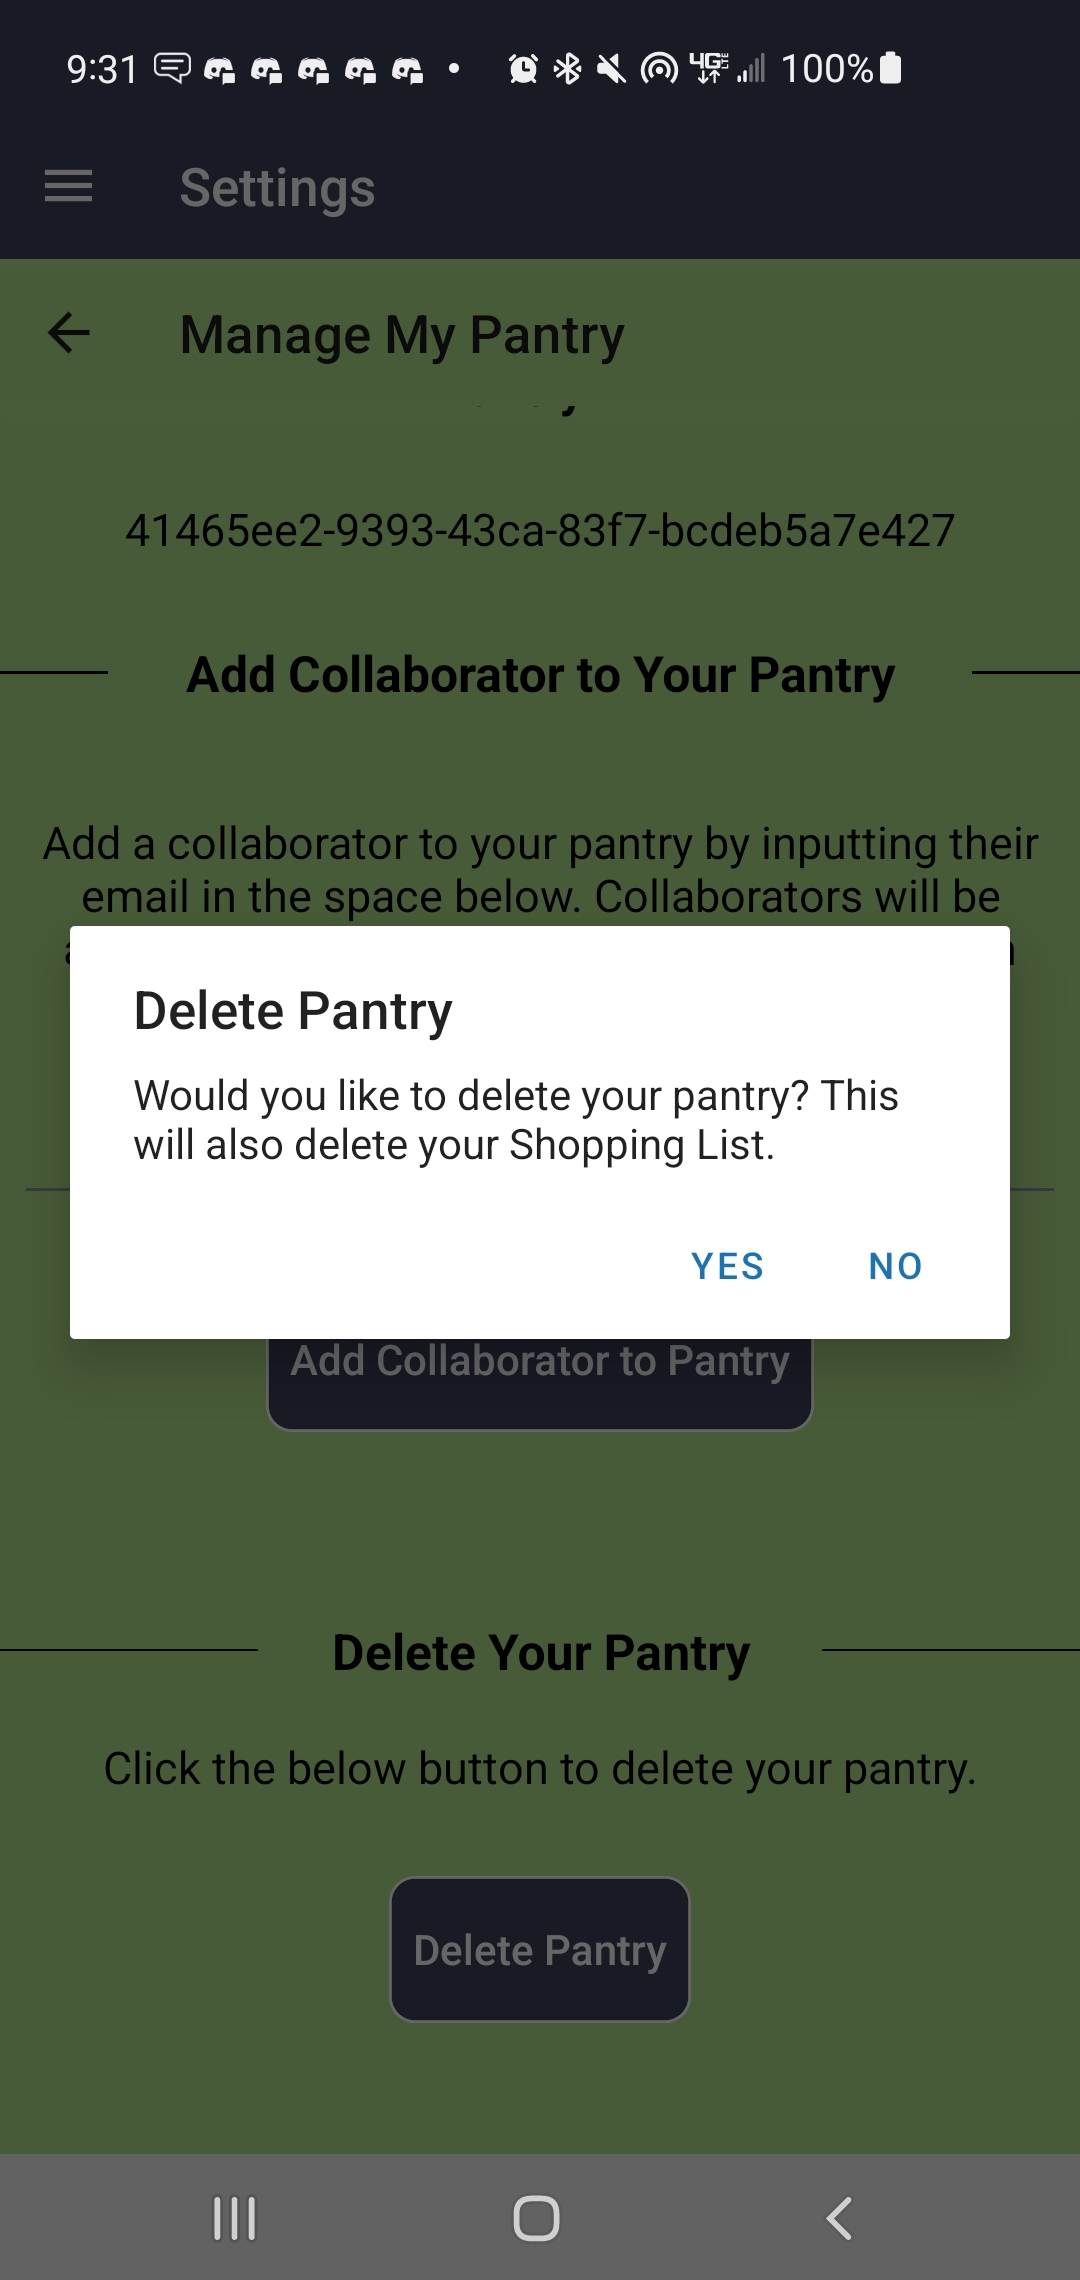 9:31 4G LTE 100%
Settings
Manage My Pantry
41465ee2-9393-43ca-83f7-bcdeb5a7e427
Add Collaborator to Your Pantry
Add a collaborator to your pantry by inputting their
email in the space below. Collaborators will be
Delete Pantry
Would you like to delete your pantry? This
will also delete your Shopping List.
YES NO
Add Collaborator to Pantry
Delete Your Pantry
Click the below button to delete your pantry.
Delete Pantry